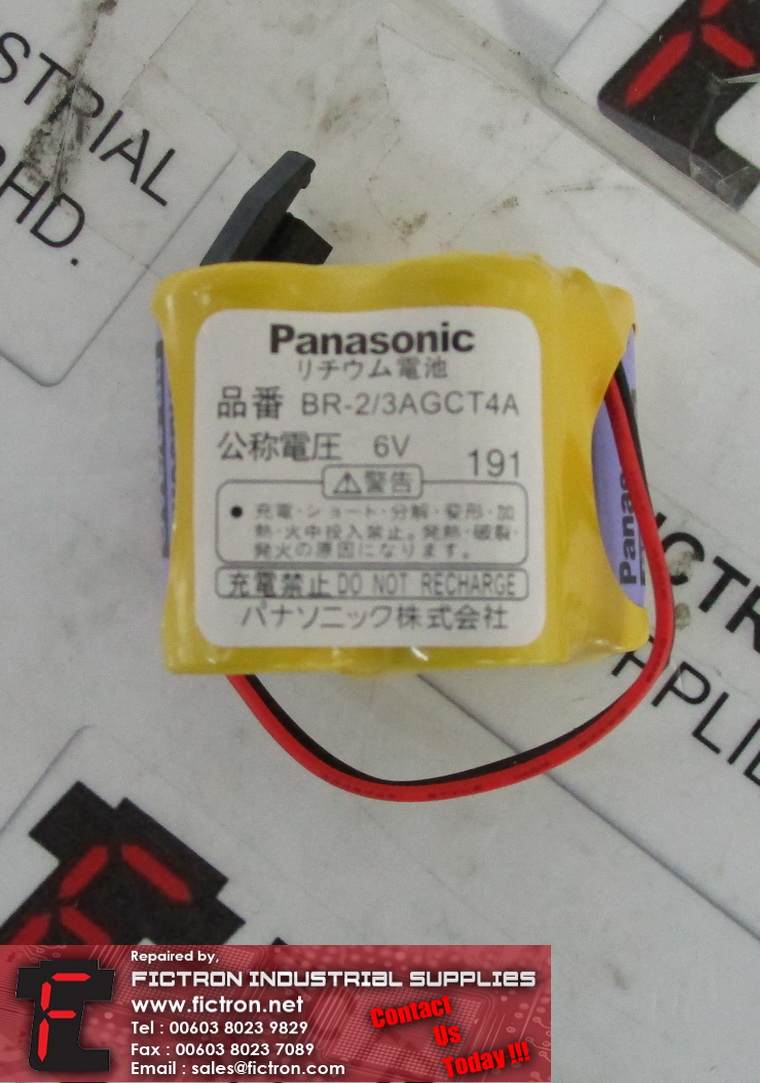 STRIAL
HD.
Panasonic
リチウム電池
品番 BR-2/3AGCT4A
公称電圧 6V
191
⚠警告
● 充電・ショート・分解・変形・加
熱・火中投入禁止。発熱・破裂・
発火の原因になります。
充電禁止 DO NOT RECHARGE
パナソニック株式会社
Panas
ICTR
PPLIE
Repaired by,
FICTRON INDUSTRIAL SUPPLIES
www.fictron.net
Tel : 00603 8023 9829
Fax : 00603 8023 7089
Email : sales@fictron.com
Contact
Us
Today !!!